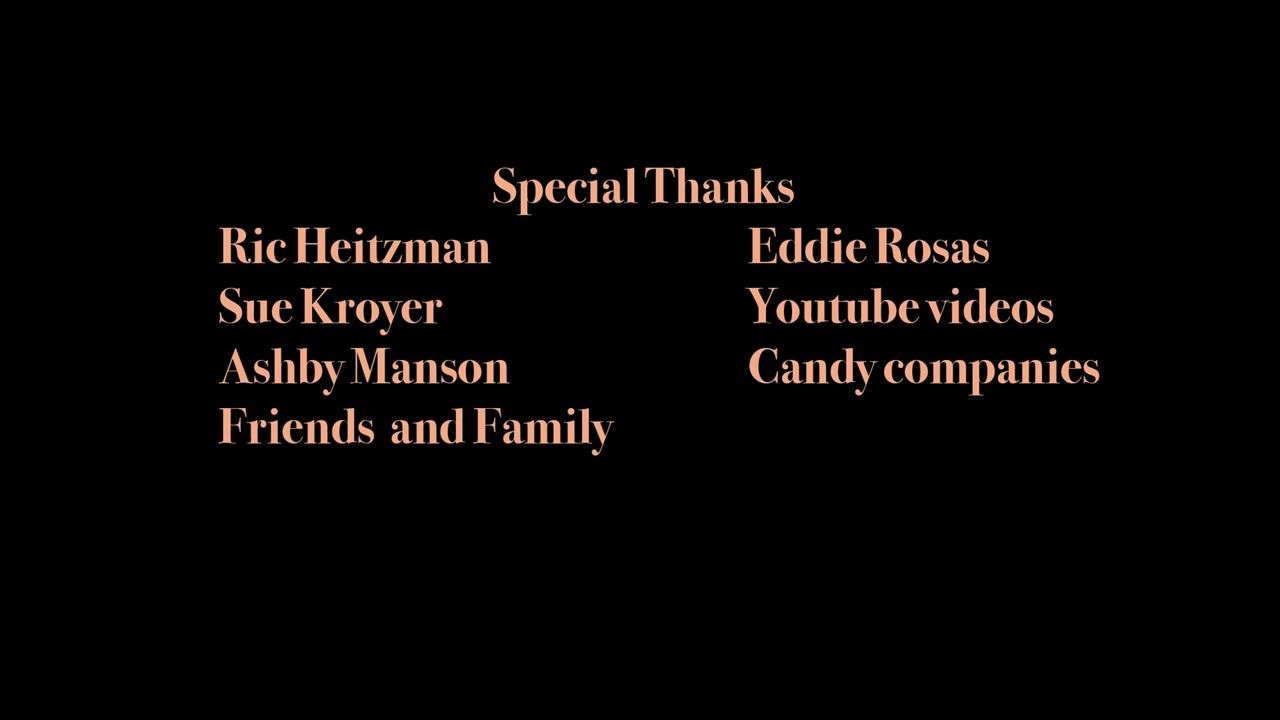 Special Thanks
Ric Heitzman
Sue Kroyer
Ashby Manson
Friends and Family
Eddie Rosas
Youtube videos
Candy companies